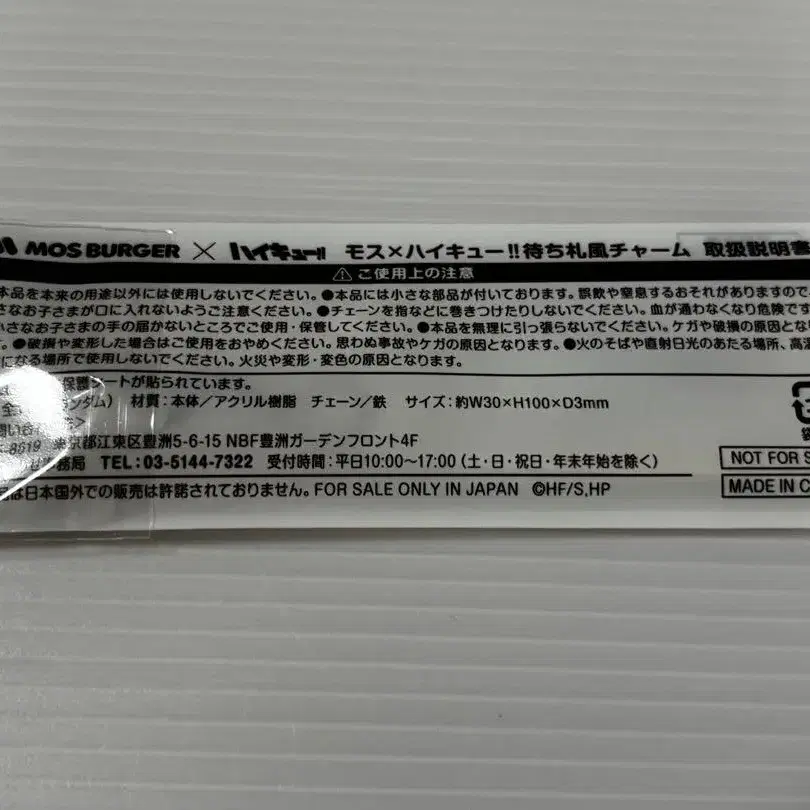 MOS BURGER × ハイキュー!! モス×ハイキュー!!待ち札風チャーム 取扱説明書
⚠ご使用上の注意
本品を本来の用途以外には使用しないでください。●本品には小さな部品が付いております。誤飲や窒息するおそれがありますので、
さなお子さまが口に入れないようご注意ください。●チェーンを指などに巻きつけたりしないでください。血が通わなくなり危険です
小さなお子さまの手の届かないところでご使用・保管してください。●本品を無理に引っ張らないでください。ケガや破損の原因とな
す。●破損や変形した場合はご使用をおやめください。思わぬ事故やケガの原因となります。●火のそばや直射日光のあたる場所、高温
になる場所で使用しないでください。火災や変形・変色の原因となります。
保護シートが貼られています。
全 ンダム) 材質:本体/アクリル樹脂 チェーン/鉄 サイズ:約W30×H100×D3mm
-8619 東京都江東区豊洲5-6-15 NBF豊洲ガーデンフロント4F
務局 TEL:03-5144-7322 受付時間:平日10:00~17:00(土・日・祝日・年末年始を除く)
は日本国外での販売は許諾されておりません。FOR SALE ONLY IN JAPAN ©HF/S,HP
袋
NOT FOR S
MADE IN C